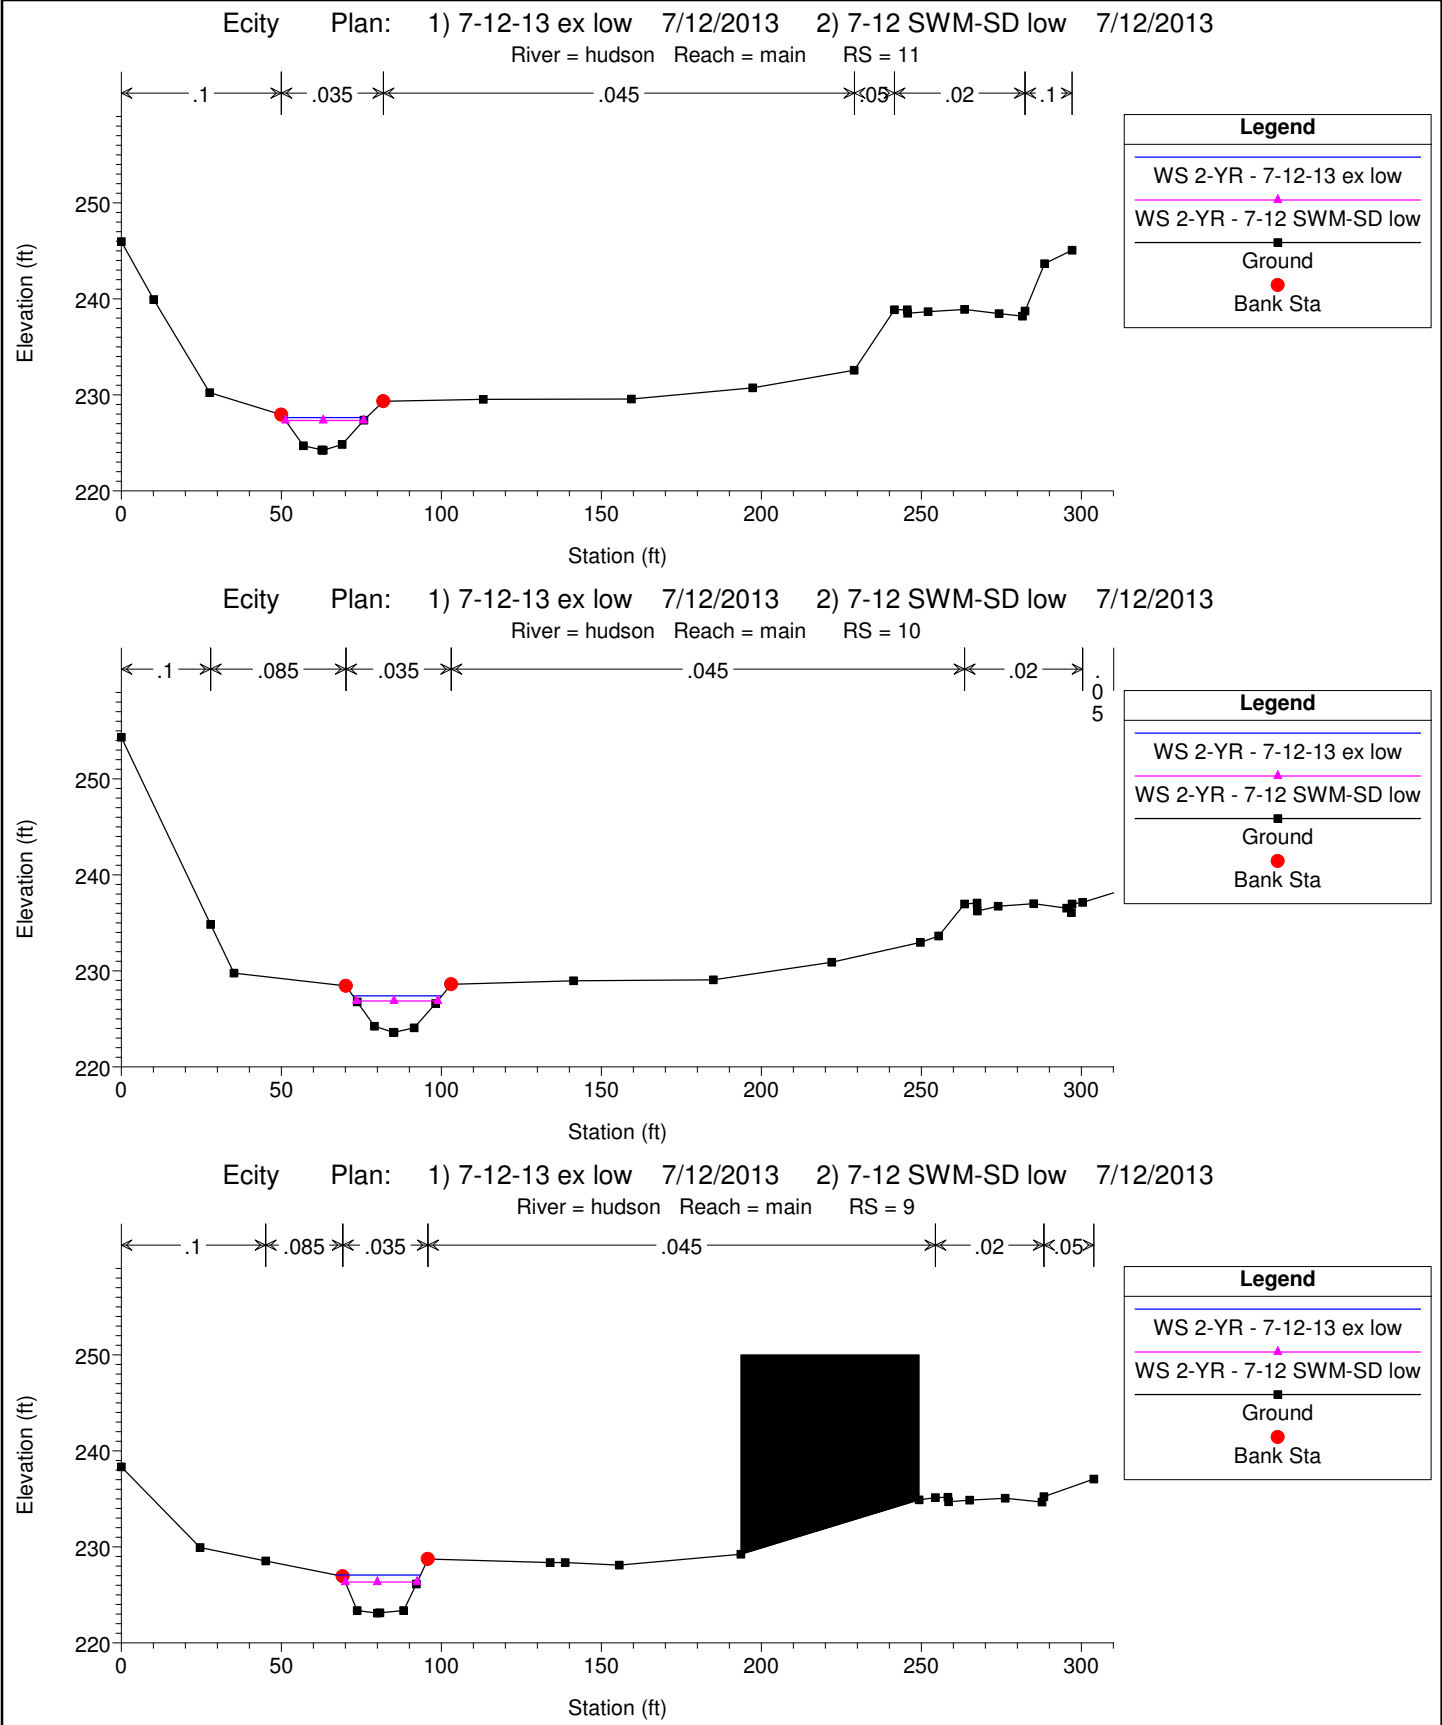 Ecity Plan: 1) 7-12-13 ex low 7/12/2013 2) 7-12 SWM-SD low 7/12/2013
River = hudson Reach = main RS = 11
.1 .035 .045 .05 .02 .1
Legend
WS 2-YR - 7-12-13 ex low
WS 2-YR - 7-12 SWM-SD low
Ground
Bank Sta
Elevation (ft)
250
240
230
220
0 50 100 150 200 250 300
Station (ft)
Ecity Plan: 1) 7-12-13 ex low 7/12/2013 2) 7-12 SWM-SD low 7/12/2013
River = hudson Reach = main RS = 10
.1 .085 .035 .045 .02 .05
Legend
WS 2-YR - 7-12-13 ex low
WS 2-YR - 7-12 SWM-SD low
Ground
Bank Sta
Elevation (ft)
250
240
230
220
0 50 100 150 200 250 300
Station (ft)
Ecity Plan: 1) 7-12-13 ex low 7/12/2013 2) 7-12 SWM-SD low 7/12/2013
River = hudson Reach = main RS = 9
.1 .085 .035 .045 .02 .05
Legend
WS 2-YR - 7-12-13 ex low
WS 2-YR - 7-12 SWM-SD low
Ground
Bank Sta
Elevation (ft)
250
240
230
220
0 50 100 150 200 250 300
Station (ft)